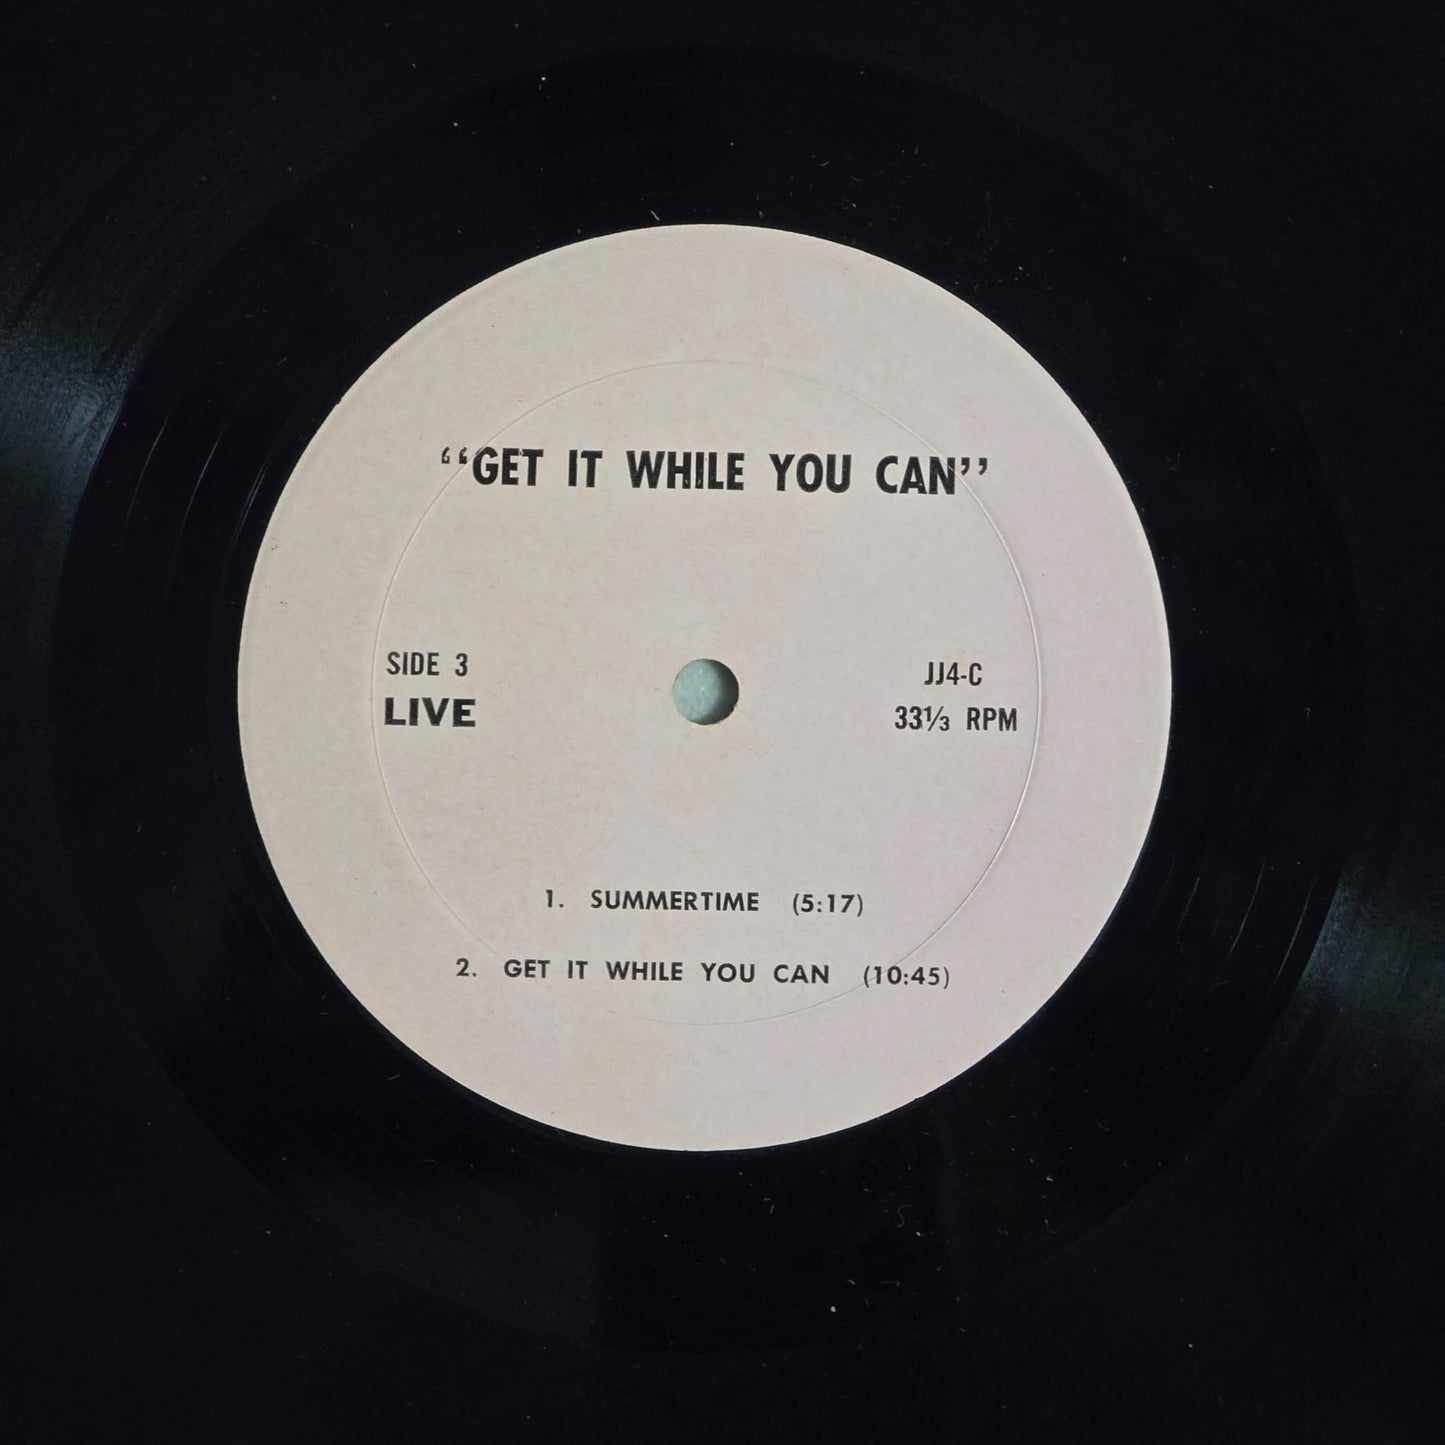 “GET IT WHILE YOU CAN”
SIDE 3
LIVE
JJ4-C
33⅓ RPM
1. SUMMERTIME (5:17)
2. GET IT WHILE YOU CAN (10:45)